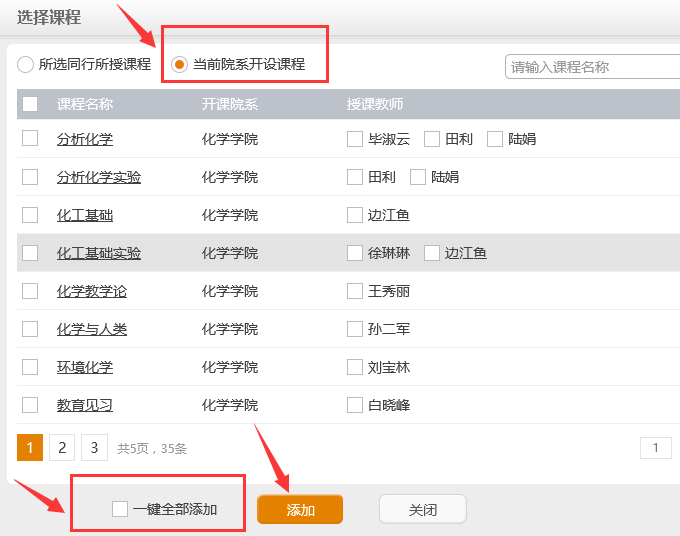 选择课程
所选同行所授课程 当前院系开设课程 请输入课程名称
课程名称 开课院系 授课教师
分析化学 化学学院 毕淑云 田利 陆娟
分析化学实验 化学学院 田利 陆娟
化工基础 化学学院 边江鱼
化工基础实验 化学学院 徐琳琳 边江鱼
化学教学论 化学学院 王秀丽
化学与人类 化学学院 孙二军
环境化学 化学学院 刘宝林
教育见习 化学学院 白晓峰
1 2 3 共5页，35条 1
一键全部添加 添加 关闭